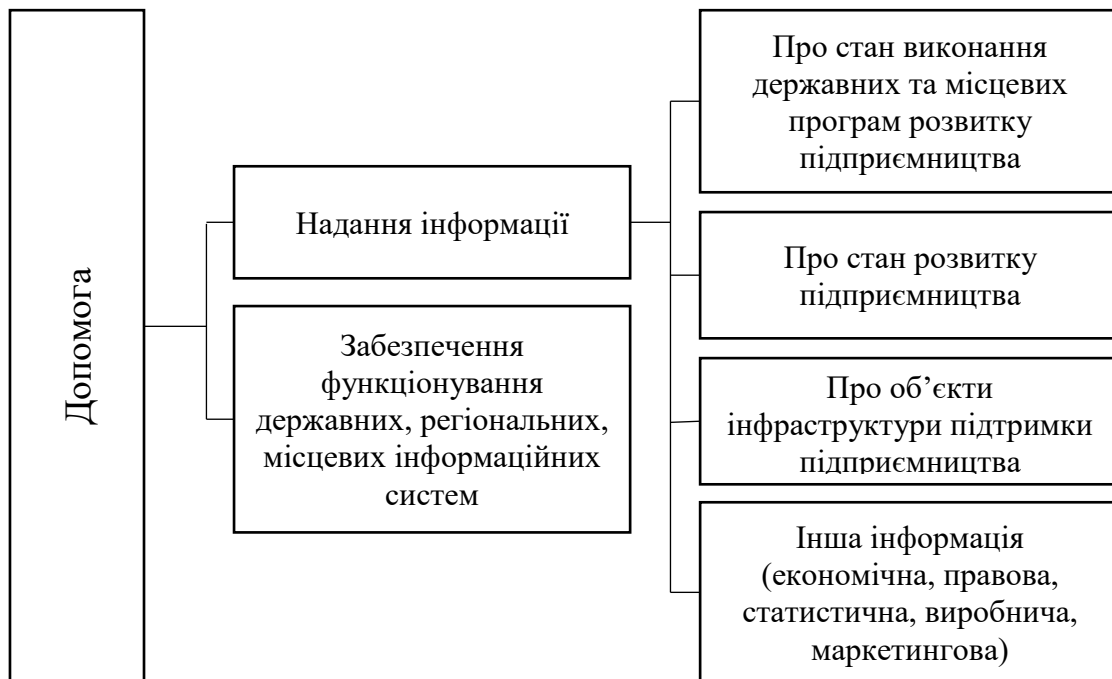 Допомога
Надання інформації
Забезпечення
функціонування
державних, регіональних,
місцевих інформаційних
систем
Про стан виконання
державних та місцевих
програм розвитку
підприємництва
Про стан розвитку
підприємництва
Про об’єкти
інфраструктури підтримки
підприємництва
Інша інформація
(економічна, правова,
статистична, виробнича,
маркетингова)